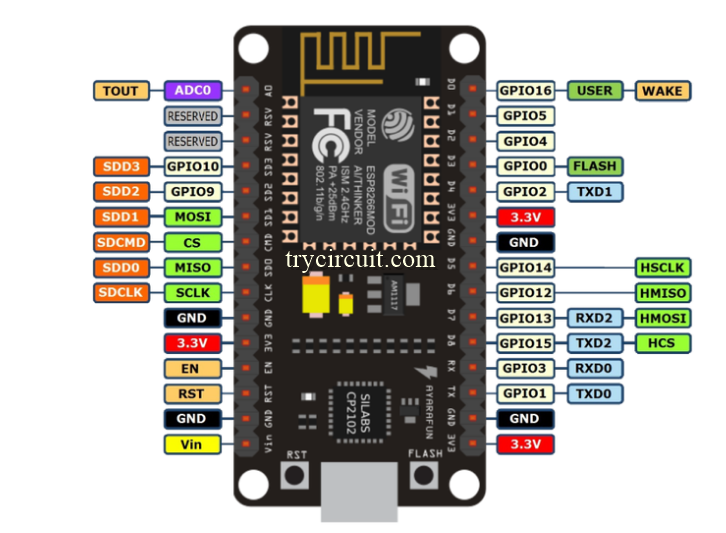 TOUT ADC0 A0 D0 GPIO16 USER WAKE
RESERVED RSV D1 GPIO5
RESERVED RSV D2 GPIO4
SDD3 GPIO10 SD3 D3 GPIO0 FLASH
SDD2 GPIO9 SD2 D4 GPIO2 TXD1
SDD1 MOSI SD1 3V3 3.3V
SDCMD CS CMD GND GND
SDD0 MISO SD0 D5 GPIO14 HSCLK
SDCLK SCLK CLK D6 GPIO12 HMISO
GND GND D7 GPIO13 RXD2 HMOSI
3.3V 3V3 D8 GPIO15 TXD2 HCS
EN EN RX GPIO3 RXD0
RST RST TX GPIO1 TXD0
GND GND GND GND
Vin Vin 3V3 3.3V
MODEL
VENDOR
ESP8266MOD
AI/THINKER
ISM 2.4GHz
PA +25dBm
802.11b/g/n
FC
Wi Fi
trycircuit.com
AM1117
SILABS
CP2102
AYARAFUN
RST
FLASH